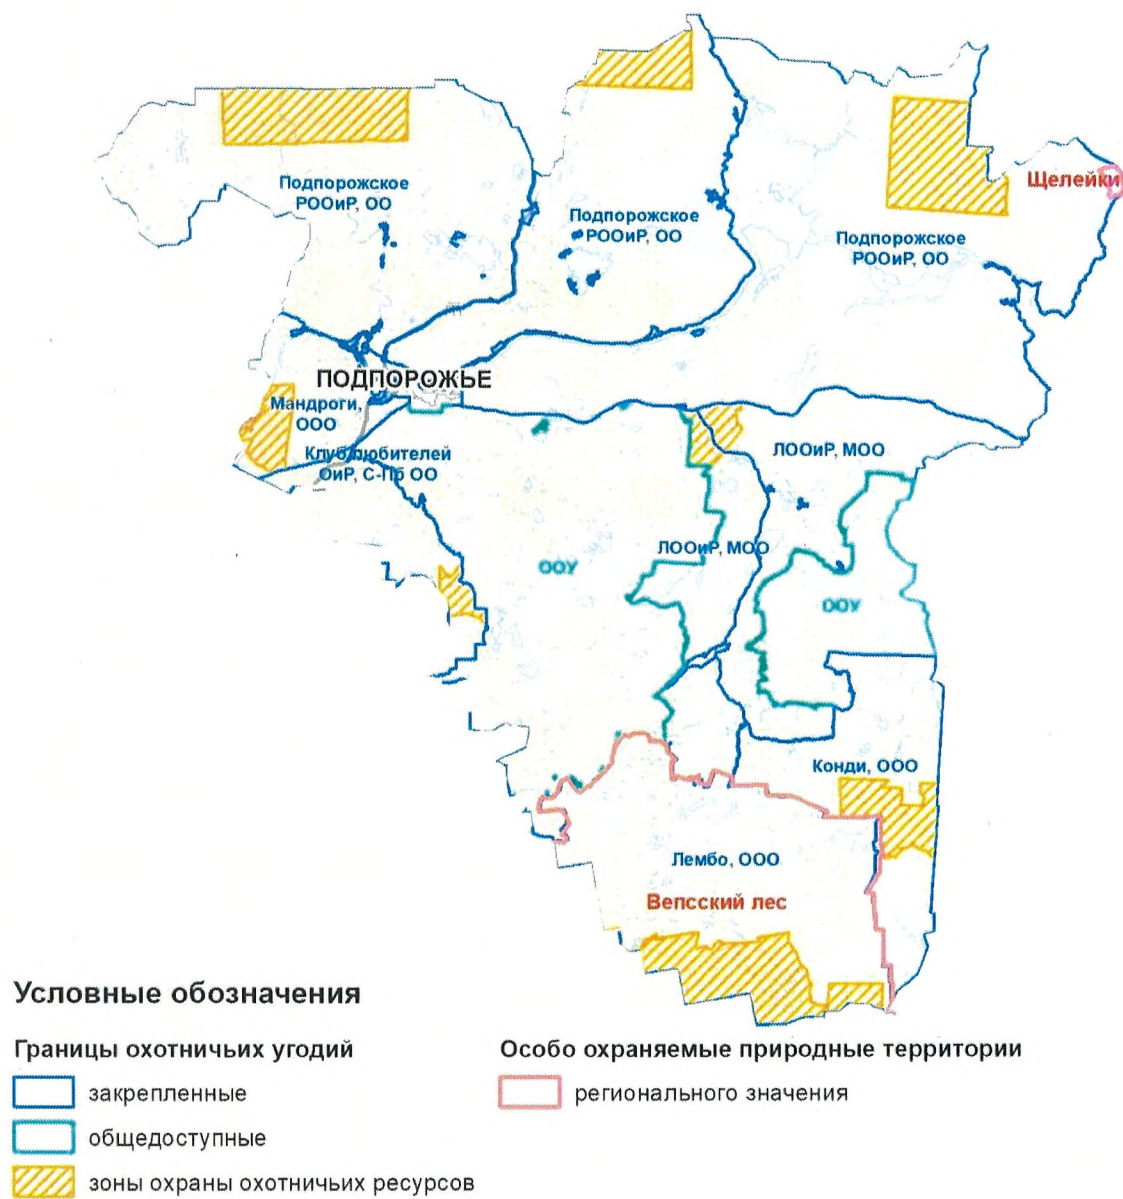 Щелейки
Подпорожское
РООиР, ОО
Подпорожское
РООиР, ОО
Подпорожское
РООиР, ОО
ПОДПОРОЖЬЕ
Мандроги,
ООО
Клуб любителей
ОиР, С-Пб ОО
ЛООиР, МОО
ЛООиР, МОО
ООУ
ООУ
Конди, ООО
Лембо, ООО
Вепсский лес
Условные обозначения
Границы охотничьих угодий
закрепленные
общедоступные
зоны охраны охотничьих ресурсов
Особо охраняемые природные территории
регионального значения